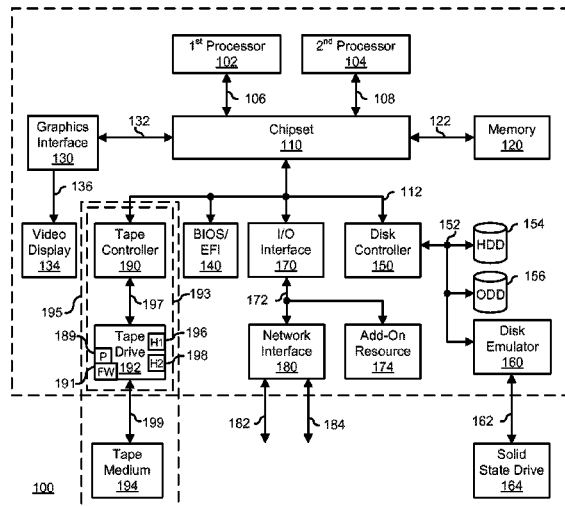 1st Processor
102
2nd Processor
104
106
108
132
122
Graphics
Interface
130
Chipset
110
Memory
120
136
112
Video
Display
134
Tape
Controller
190
BIOS/
EFI
140
I/O
Interface
170
Disk
Controller
150
152
154
HDD
156
ODD
195
197
193
172
189
191
Tape
Drive
192
P
FW
H1
H2
196
198
Network
Interface
180
Add-On
Resource
174
Disk
Emulator
160
199
182
184
162
100
Tape
Medium
194
Solid
State Drive
164